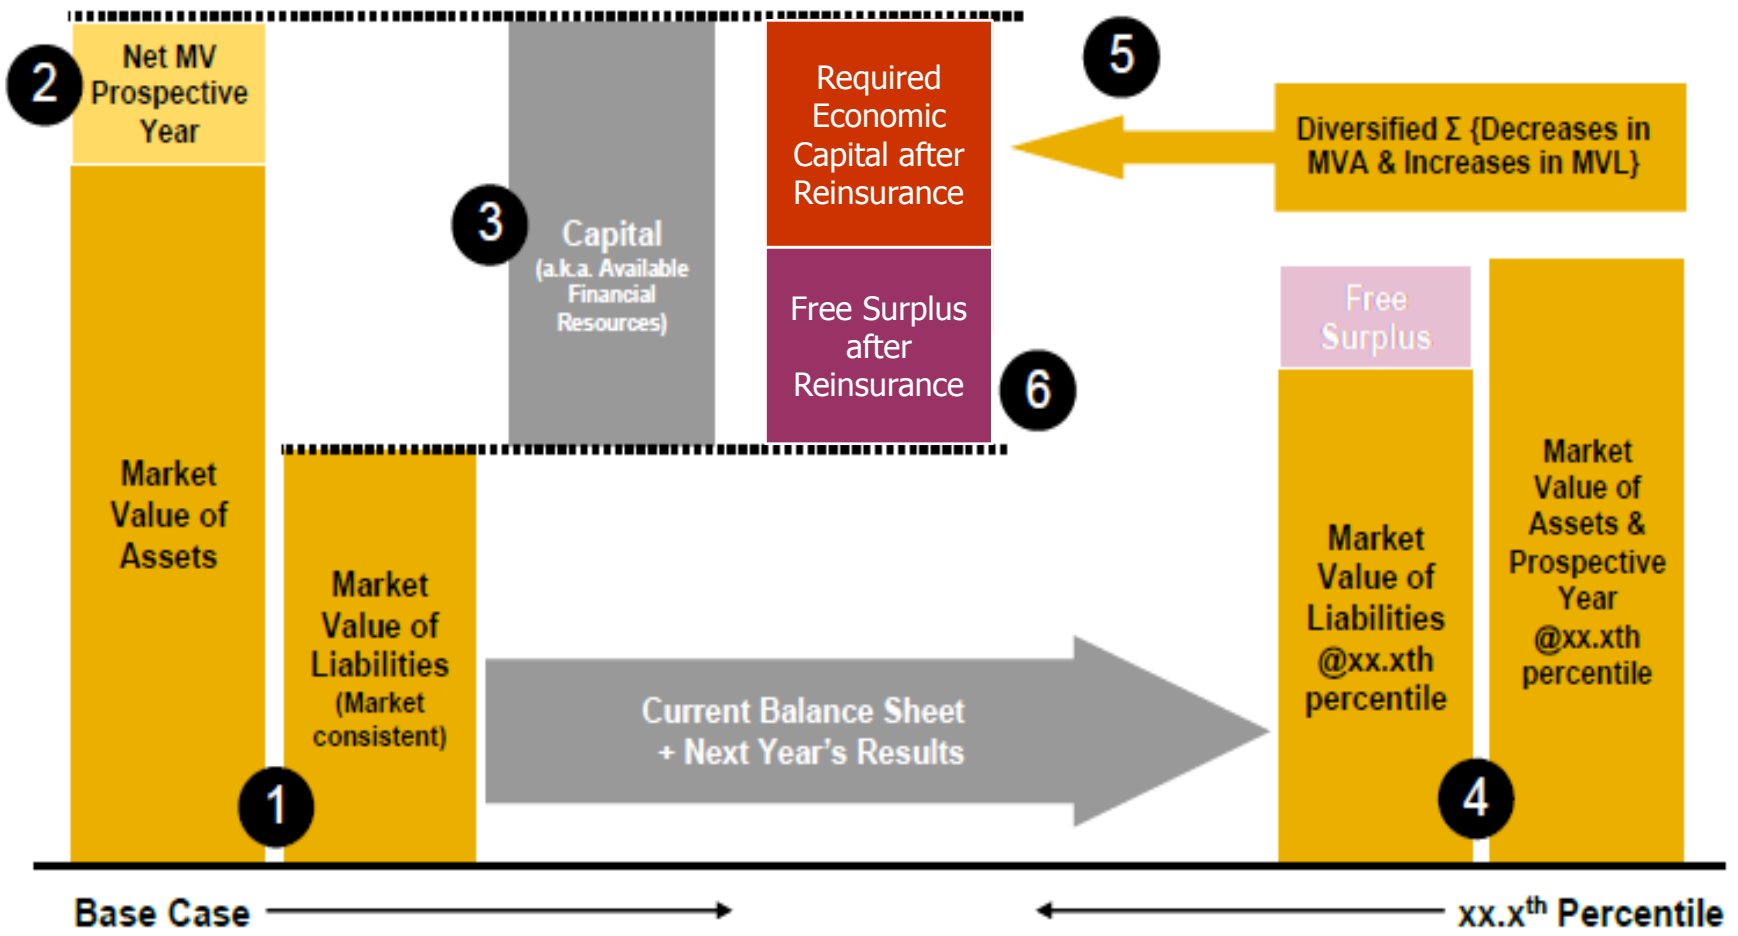 2
Net MV
Prospective
Year
Market
Value of
Assets
1
Market
Value of
Liabilities
(Market
consistent)
3
Capital
(a.k.a. Available
Financial
Resources)
Required
Economic
Capital after
Reinsurance
Free Surplus
after
Reinsurance
5
Diversified Σ {Decreases in
MVA & Increases in MVL}
6
Current Balance Sheet
+ Next Year's Results
Free
Surplus
Market
Value of
Liabilities
@xx.xth
percentile
4
Market
Value of
Assets &
Prospective
Year
@xx.xth
percentile
Base Case
xx.xth Percentile